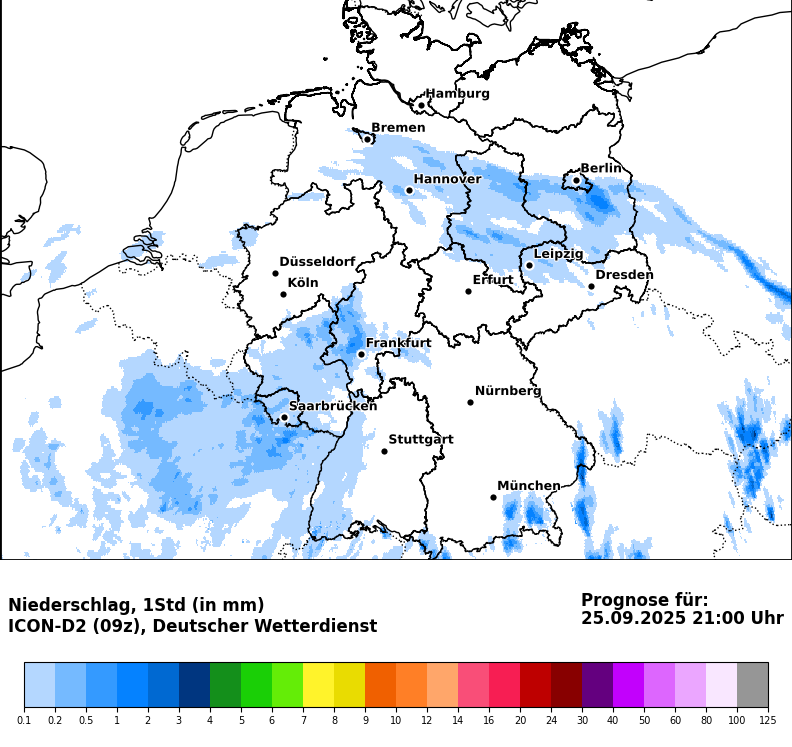 Hamburg
Bremen
Berlin
Hannover
Düsseldorf
Leipzig
Köln
Erfurt
Dresden
Frankfurt
Nürnberg
Saarbrücken
Stuttgart
München
Niederschlag, 1Std (in mm)
ICON-D2 (09z), Deutscher Wetterdienst
Prognose für:
25.09.2025 21:00 Uhr
0.1 0.2 0.5 1 2 3 4 5 6 7 8 9 10 12 14 16 20 24 30 40 50 60 80 100 125